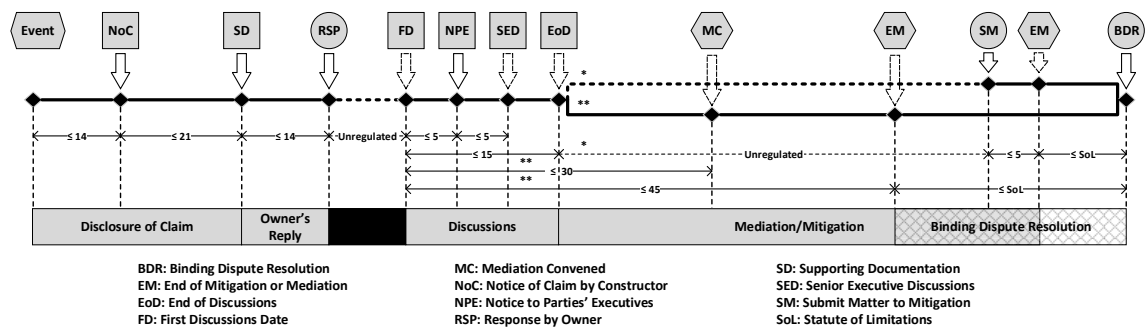 Event NoC SD RSP FD NPE SED EoD MC EM SM EM BDR
*
**
≤ 14 ≤ 21 ≤ 14 Unregulated ≤ 5 ≤ 5
≤ 15 * Unregulated ≤ 5 ≤ SoL
**
≤ 30
**
≤ 45 ≤ SoL
Disclosure of Claim Owner's Reply Discussions Mediation/Mitigation Binding Dispute Resolution
BDR: Binding Dispute Resolution
EM: End of Mitigation or Mediation
EoD: End of Discussions
FD: First Discussions Date
MC: Mediation Convened
NoC: Notice of Claim by Constructor
NPE: Notice to Parties' Executives
RSP: Response by Owner
SD: Supporting Documentation
SED: Senior Executive Discussions
SM: Submit Matter to Mitigation
SoL: Statute of Limitations